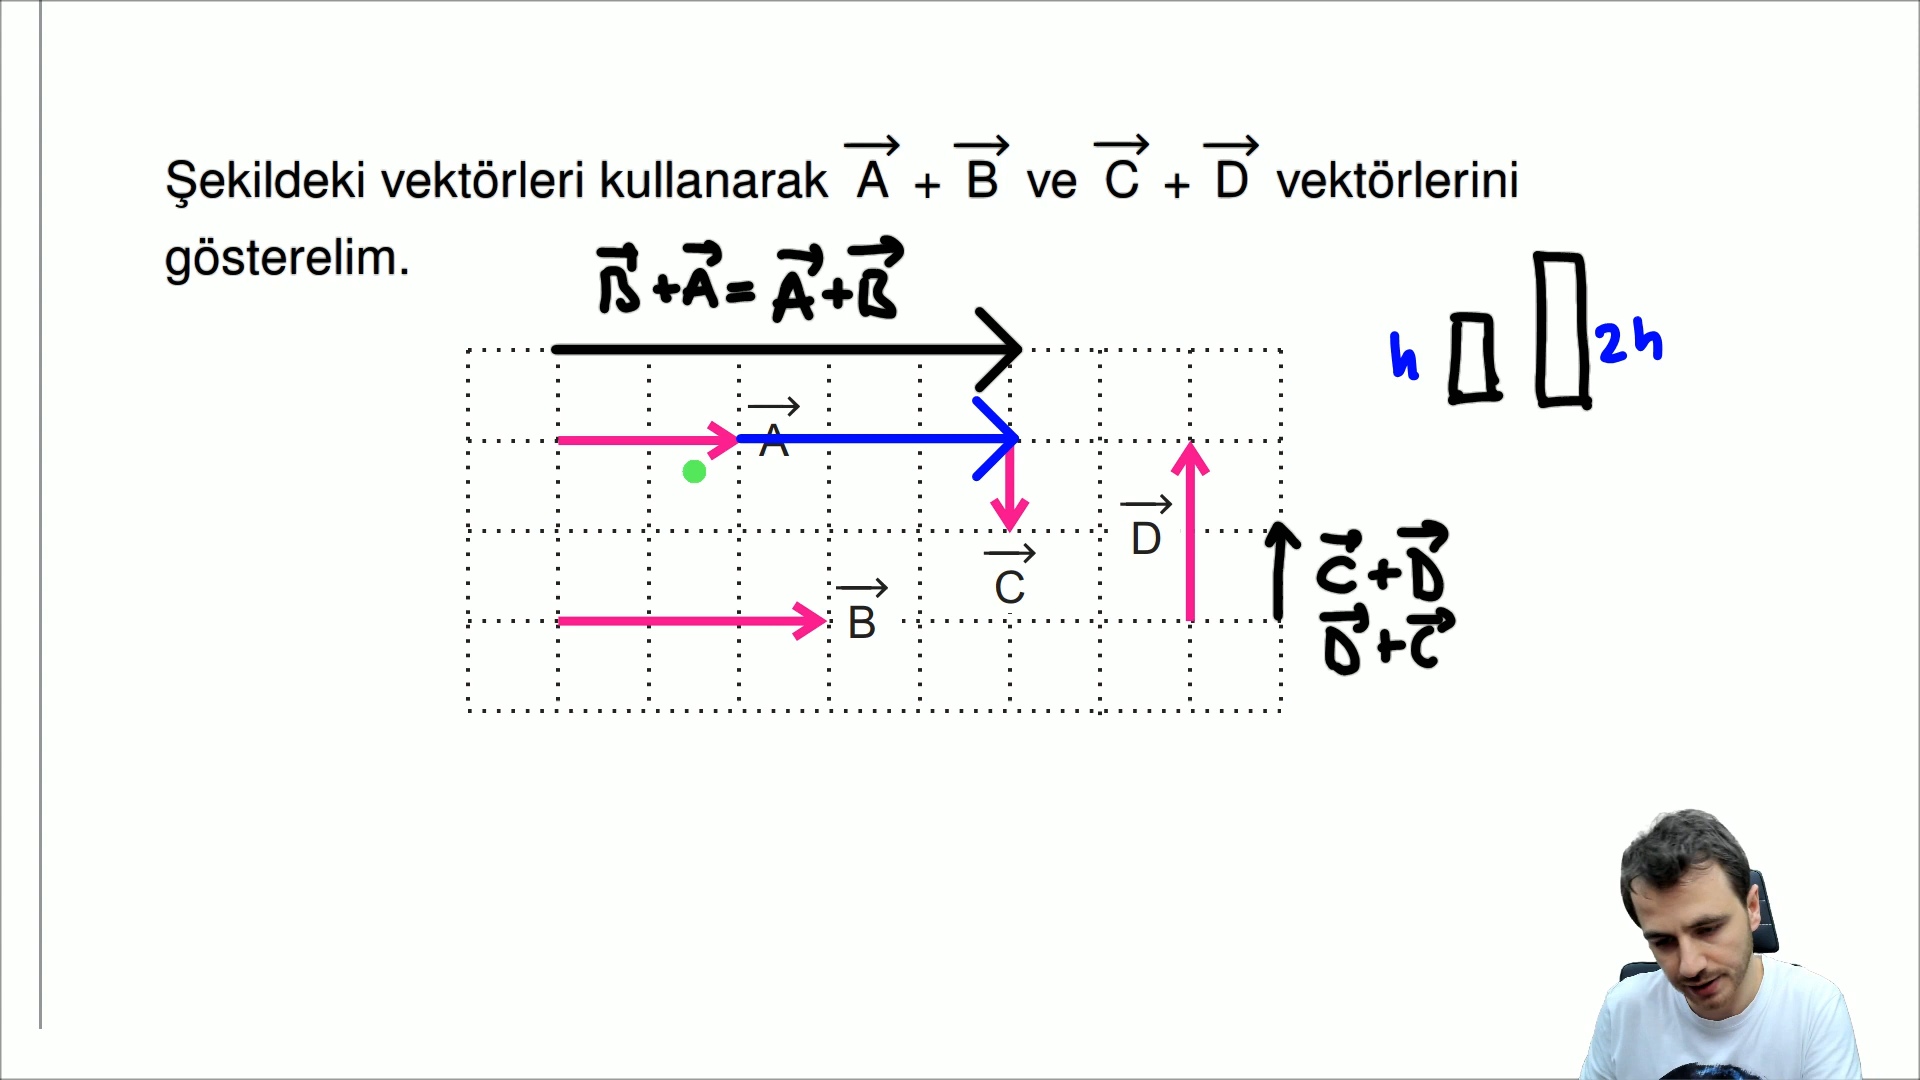 Şekildeki vektörleri kullanarak A⃗ + B⃗ ve C⃗ + D⃗ vektörlerini
gösterelim.
B⃗ + A⃗ = A⃗ + B⃗
h 2h
A⃗
D⃗
C⃗
B⃗
C⃗ + D⃗
D⃗ + C⃗